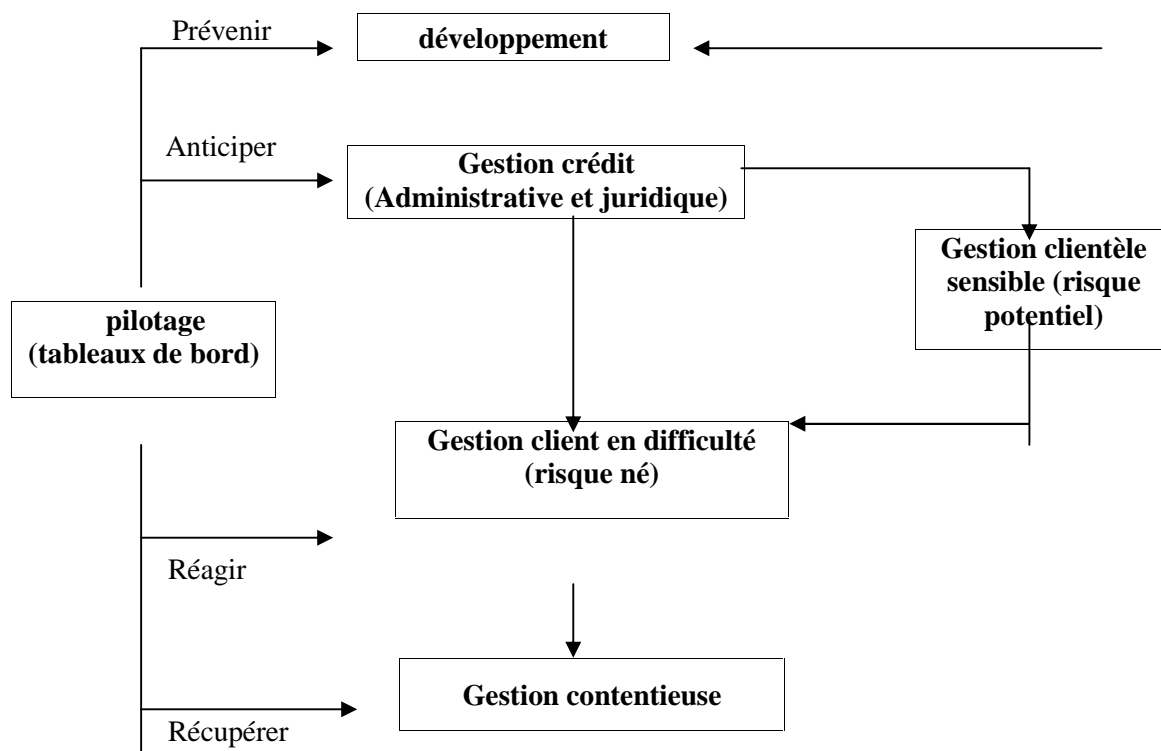 Prévenir
développement
Anticiper
Gestion crédit
(Administrative et juridique)
Gestion clientèle
sensible (risque
potentiel)
pilotage
(tableaux de bord)
Gestion client en difficulté
(risque né)
Réagir
Gestion contentieuse
Récupérer